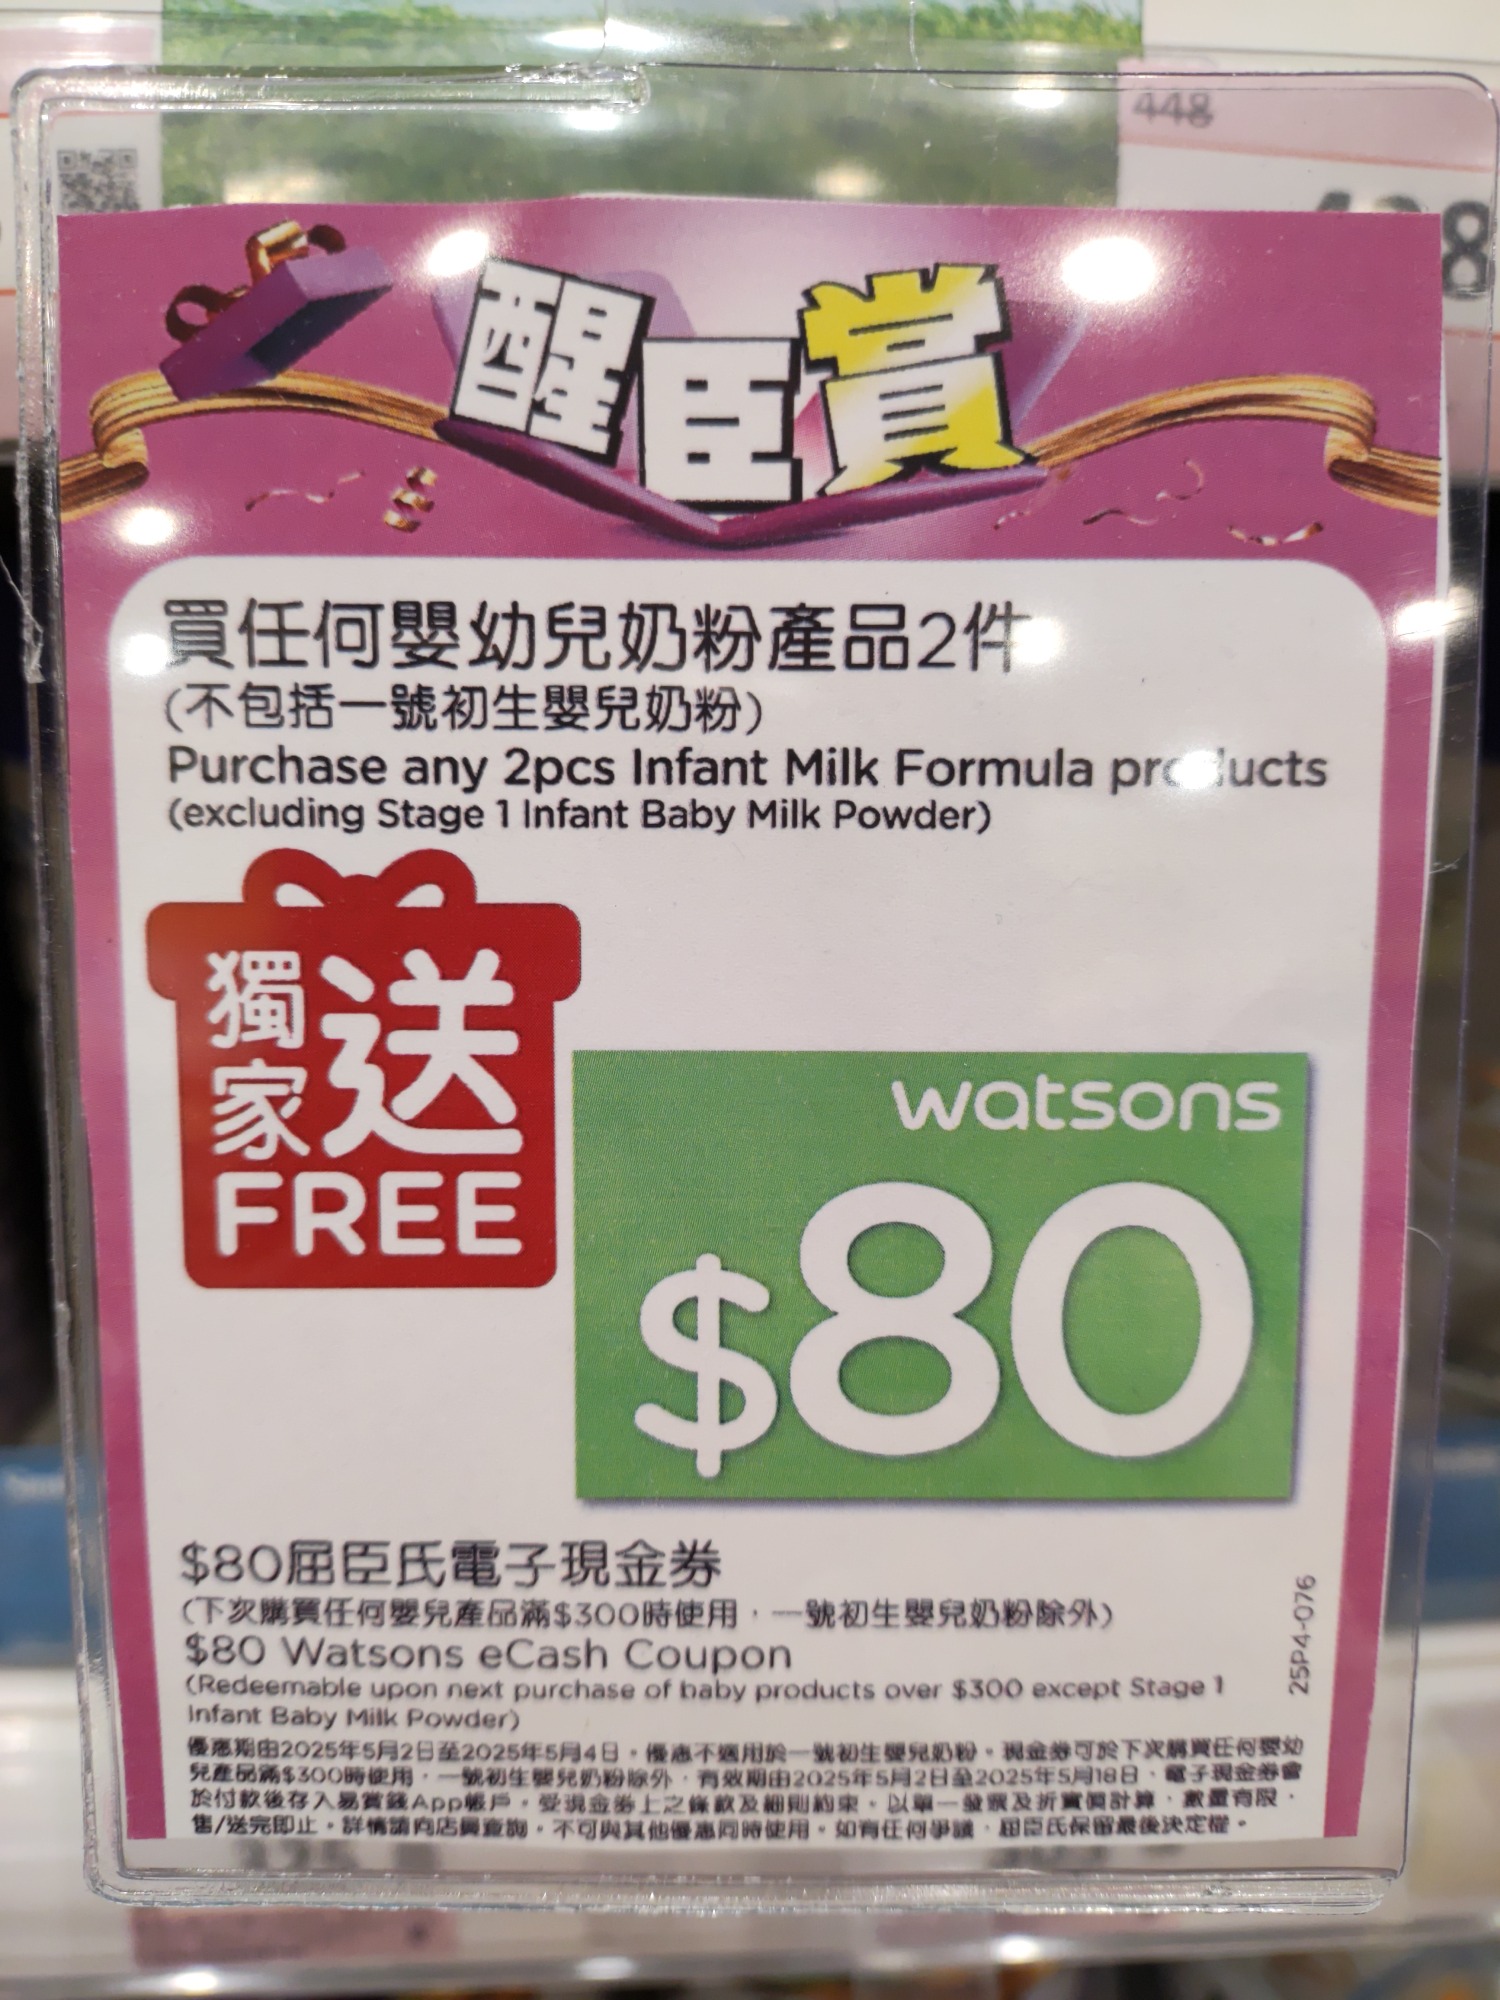 448
8
醒臣賞
買任何嬰幼兒奶粉產品2件
(不包括一號初生嬰兒奶粉)
Purchase any 2pcs Infant Milk Formula products
(excluding Stage 1 Infant Baby Milk Powder)
獨家送
FREE
watsons
$80
$80屈臣氏電子現金券
(下次購買任何嬰兒產品滿$300時使用，一號初生嬰兒奶粉除外)
$80 Watsons eCash Coupon
(Redeemable upon next purchase of baby products over $300 except Stage 1
Infant Baby Milk Powder)
25P4-076
優惠期由2025年5月2日至2025年5月4日。優惠不適用於一號初生嬰兒奶粉。現金券可於下次購買任何嬰幼
兒產品滿$300時使用，一號初生嬰兒奶粉除外，有效期由2025年5月2日至2025年5月18日，電子現金券會
於付款後存入易賞錢App帳戶。受現金券上之條款及細則約束。以單一發票及折實價計算，數量有限，
售/送完即止。詳情請向店員查詢。不可與其他優惠同時使用。如有任何爭議，屈臣氏保留最後決定權。